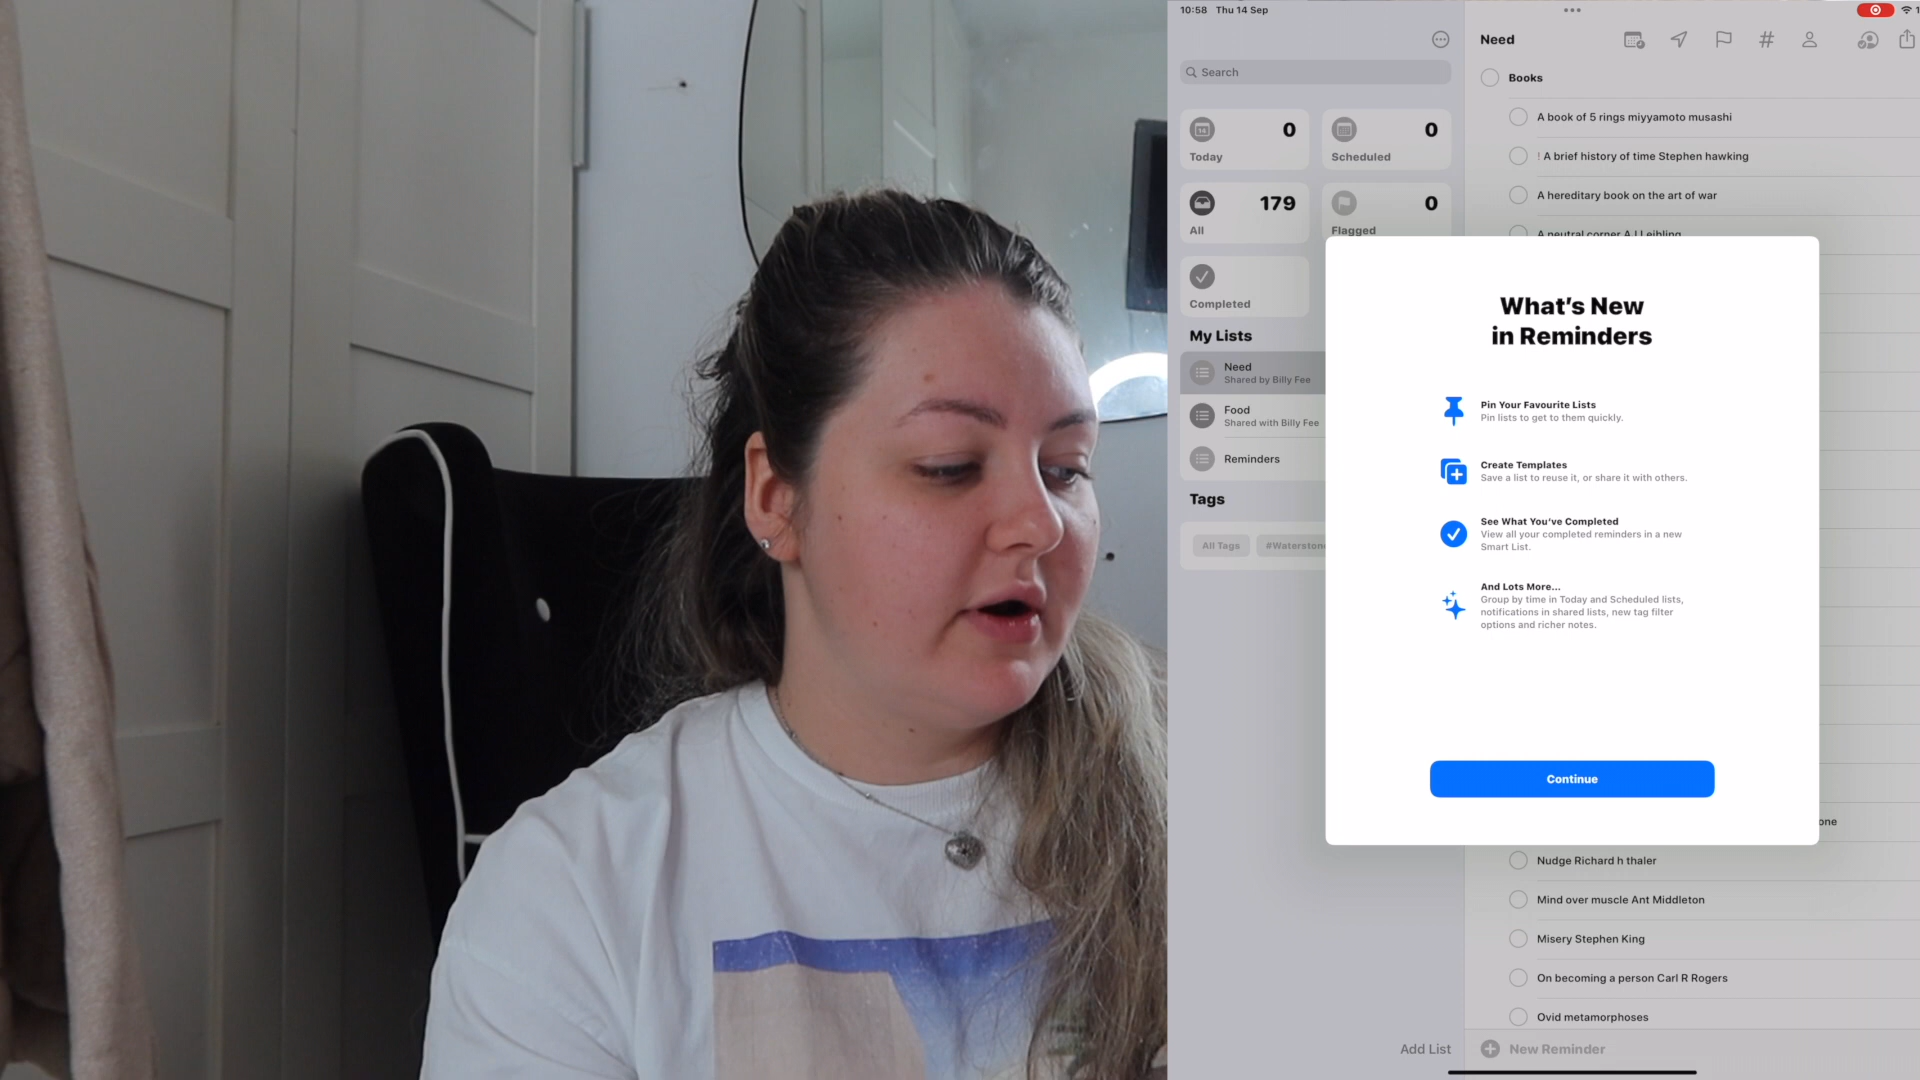 10:58 Thu 14 Sep
Search
14
0
Today
0
Scheduled
179
All
0
Flagged
Completed
My Lists
Need
Shared by Billy Fee
Food
Shared with Billy Fee
Reminders
Tags
All Tags
Add List
Need
#
Books
A book of 5 rings miyyamoto musashi
! A brief history of time Stephen hawking
A hereditary book on the art of war
A neutral corner A J Leibling
What's New
in Reminders
Pin Your Favourite Lists
Pin lists to get to them quickly.
Create Templates
Save a list to reuse it, or share it with others.
See What You've Completed
View all your completed reminders in a new
Smart List.
And Lots More...
Group by time in Today and Scheduled lists,
notifications in shared lists, new tag filter
options and richer notes.
Continue
Nudge Richard h thaler
Mind over muscle Ant Middleton
Misery Stephen King
On becoming a person Carl R Rogers
Ovid metamorphoses
New Reminder